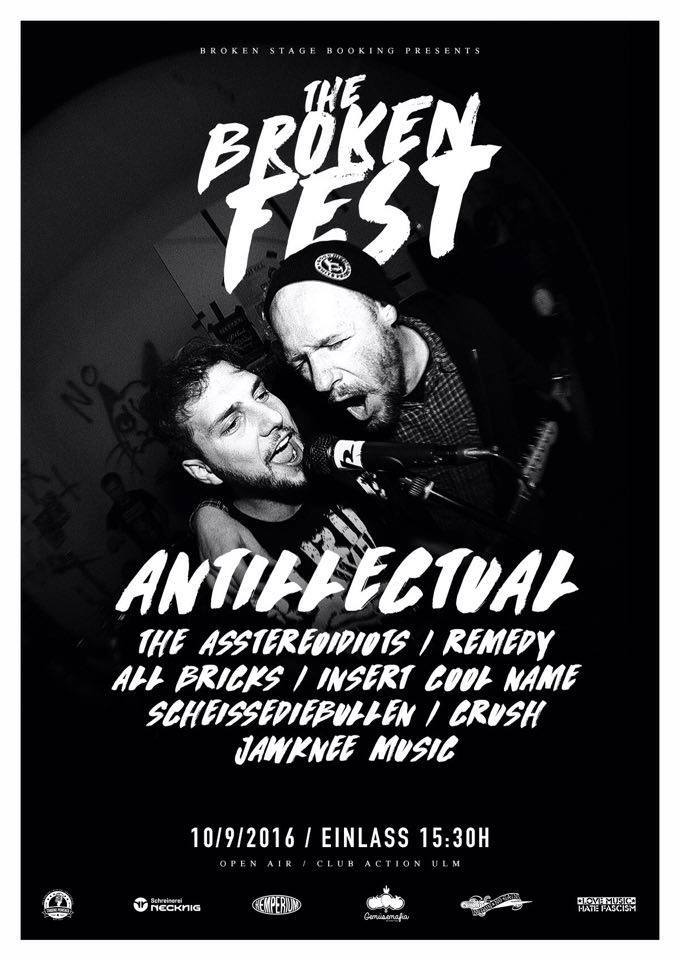 BROKEN STAGE BOOKING PRESENTS
THE
BROKEN
FEST
NO
ANTILLECTUAL
THE ASSTEREOIDIOTS / REMEDY
ALL BRICKS / INSERT COOL NAME
SCHEISSEDIEBULLEN / CRUSH
JAWKNEE MUSIC
10/9/2016 / EINLASS 15:30H
OPEN AIR / CLUB ACTION ULM
Schreinerei
NECKNIG
HEMPERIUM
Gemüsemafia
LOVE MUSIC
HATE FASCISM